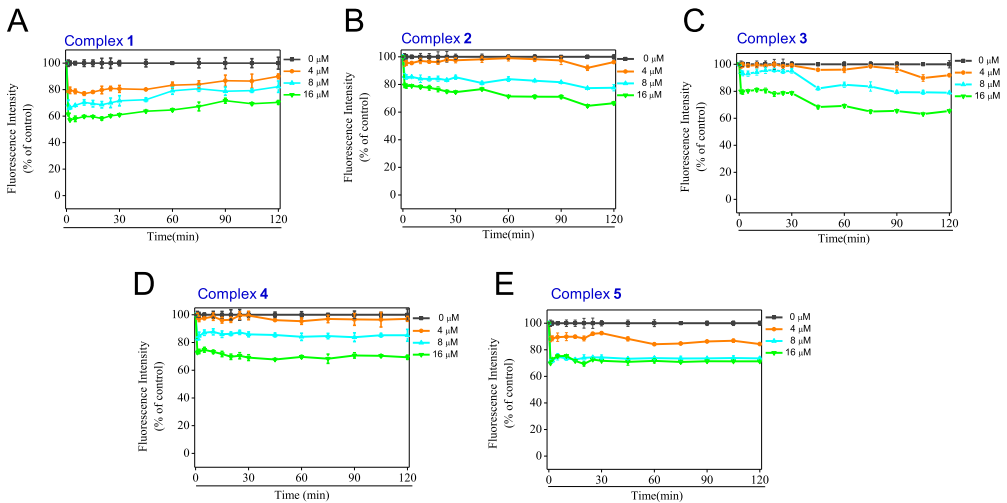 A
Complex 1
Fluorescence Intensity
(% of control)
100
80
60
40
20
0
0 30 60 90 120
Time(min)
0 μM
4 μM
8 μM
16 μM
B
Complex 2
Fluorescence Intensity
(% of control)
100
80
60
40
20
0
0 30 60 90 120
Time(min)
0 μM
4 μM
8 μM
16 μM
C
Complex 3
Fluorescence Intensity
(% of control)
100
80
60
40
20
0
0 30 60 90 120
Time(min)
0 μM
4 μM
8 μM
16 μM
D
Complex 4
Fluorescence Intensity
(% of control)
100
80
60
40
20
0
0 30 60 90 120
Time (min)
0 μM
4 μM
8 μM
16 μM
E
Complex 5
Fluorescence Intensity
(% of control)
100
80
60
40
20
0
0 30 60 90 120
Time(min)
0 μM
4 μM
8 μM
16 μM